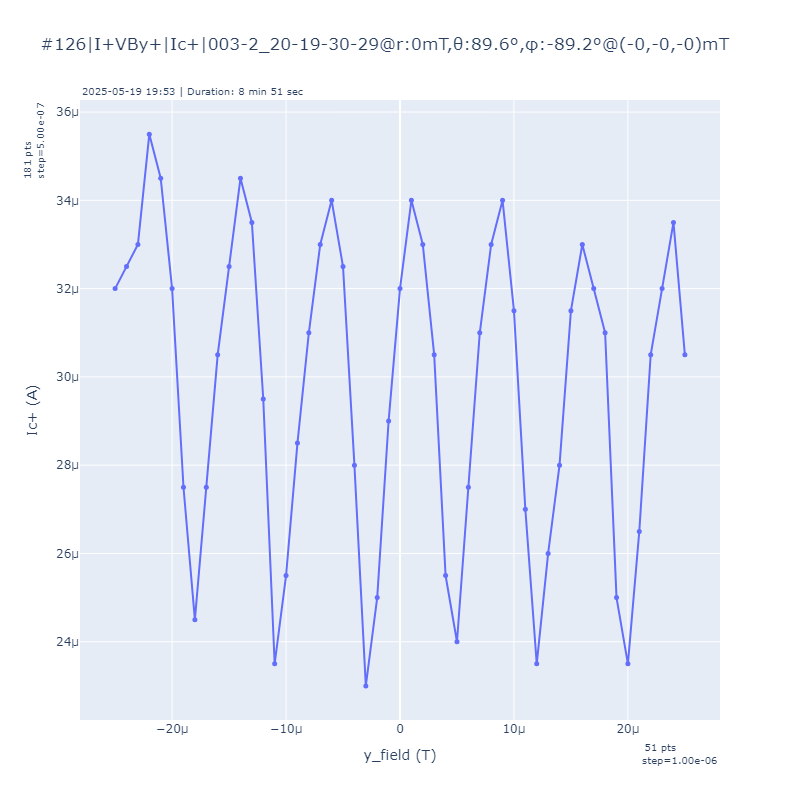 #126|I+VBy+|Ic+|003-2_20-19-30-29@r:0mT,θ:89.6º,φ:-89.2º@(-0,-0,-0)mT
2025-05-19 19:53 | Duration: 8 min 51 sec
181 pts
step=5.00e-07
36μ
34μ
32μ
30μ
28μ
26μ
24μ
Ic+ (A)
−20μ
−10μ
0
10μ
20μ
y_field (T)
51 pts
step=1.00e-06